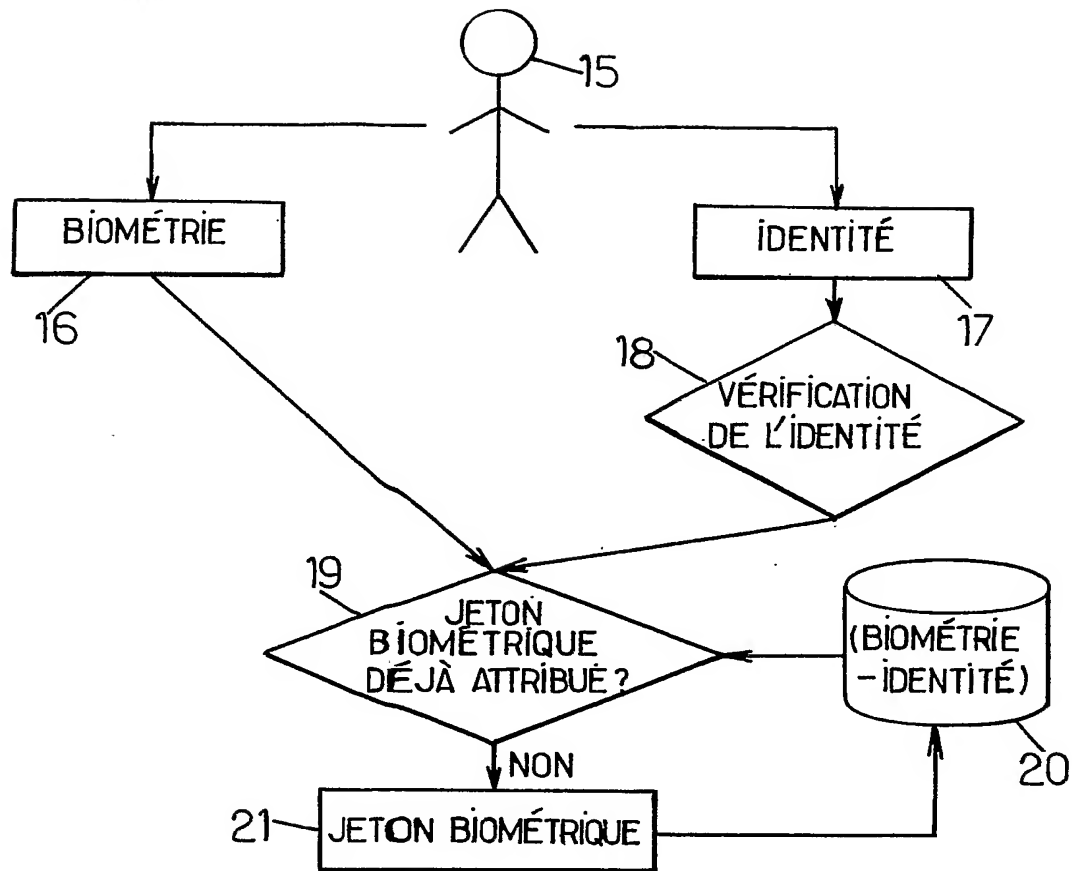 15
BIOMÉTRIE
16
IDENTITÉ
17
18
VÉRIFICATION
DE L'IDENTITÉ
19
JETON
BIOMÉTRIQUE
DÉJÀ ATTRIBUÉ?
(BIOMÉTRIE
-IDENTITÉ)
20
NON
21
JETON BIOMÉTRIQUE